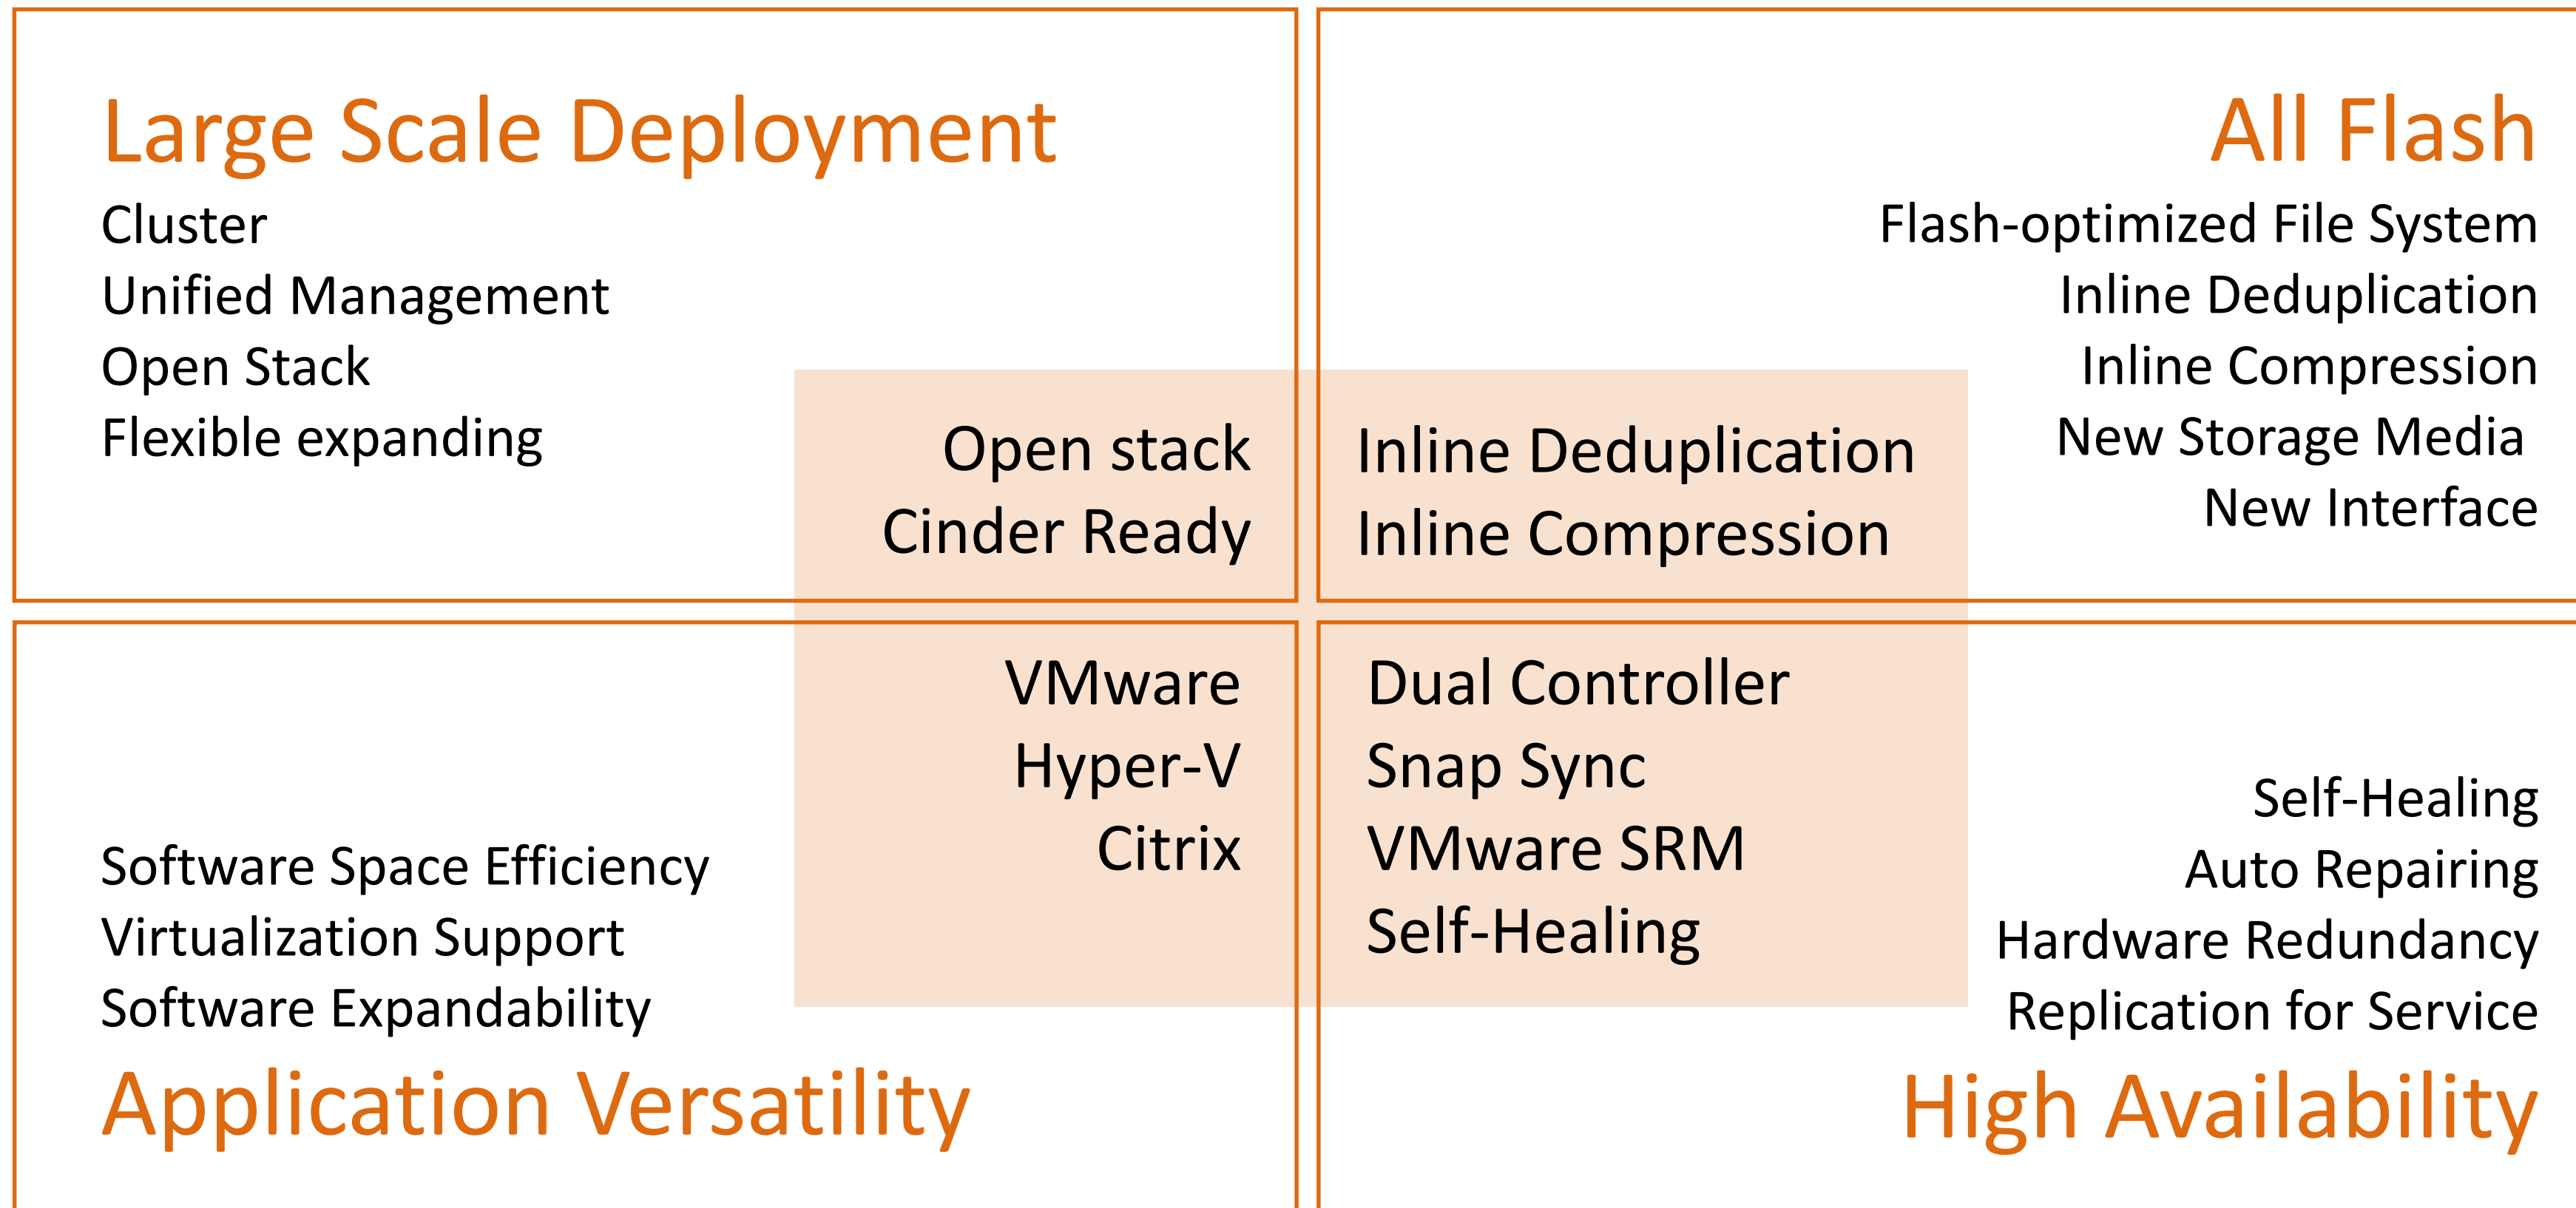 Large Scale Deployment
Cluster
Unified Management
Open Stack
Flexible expanding
Open stack
Cinder Ready
All Flash
Flash-optimized File System
Inline Deduplication
Inline Compression
New Storage Media
New Interface
Inline Deduplication
Inline Compression
VMware
Hyper-V
Citrix
Software Space Efficiency
Virtualization Support
Software Expandability
Application Versatility
Dual Controller
Snap Sync
VMware SRM
Self-Healing
Self-Healing
Auto Repairing
Hardware Redundancy
Replication for Service
High Availability